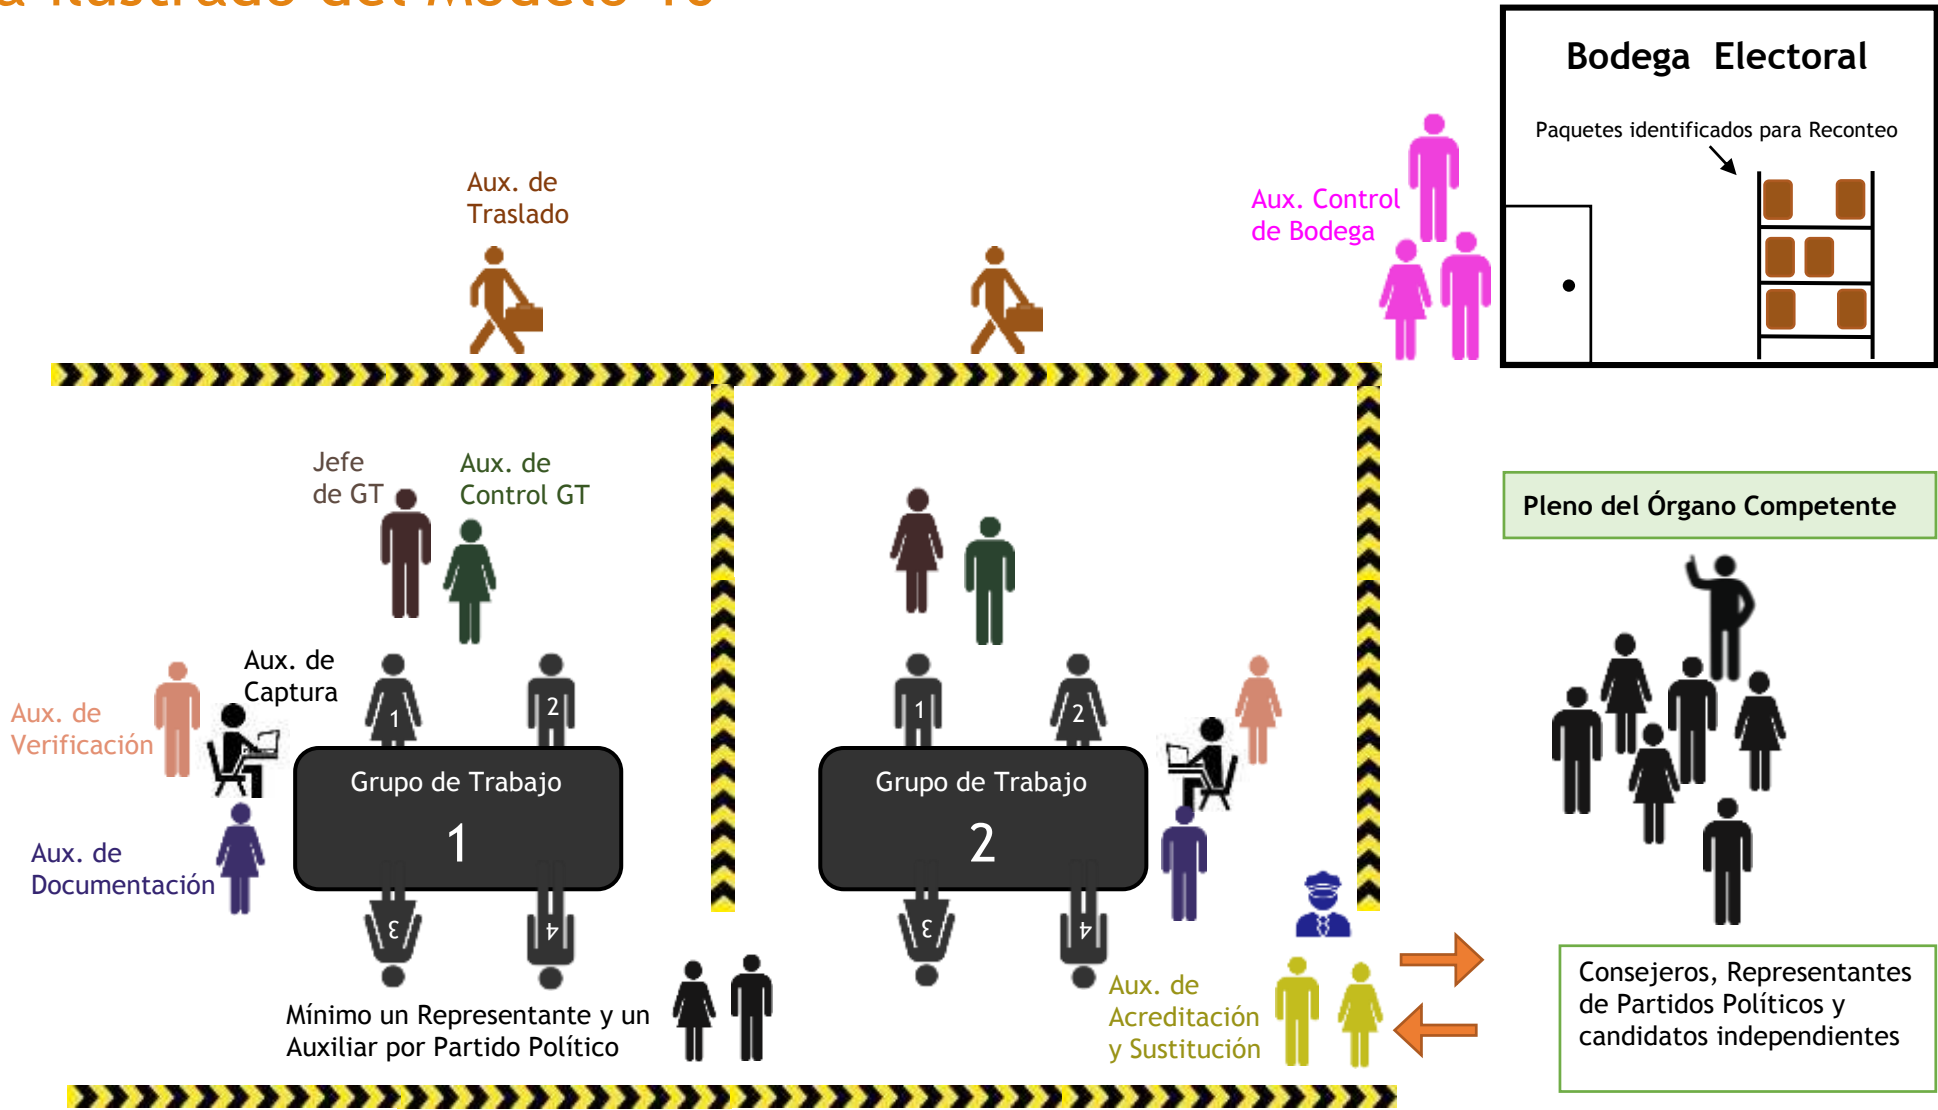 Ilustrado del Modelo
Bodega Electoral
Paquetes identificados para Reconteo
Aux. de
Traslado
Aux. Control
de Bodega
Jefe
de GT
Aux. de
Control GT
Pleno del Órgano Competente
Aux. de
Captura
Aux. de
Verificación
Aux. de
Documentación
1
2
Grupo de Trabajo
1
3
4
1
2
Grupo de Trabajo
2
3
4
Mínimo un Representante y un
Auxiliar por Partido Político
Aux. de
Acreditación
y Sustitución
Consejeros, Representantes
de Partidos Políticos y
candidatos independientes